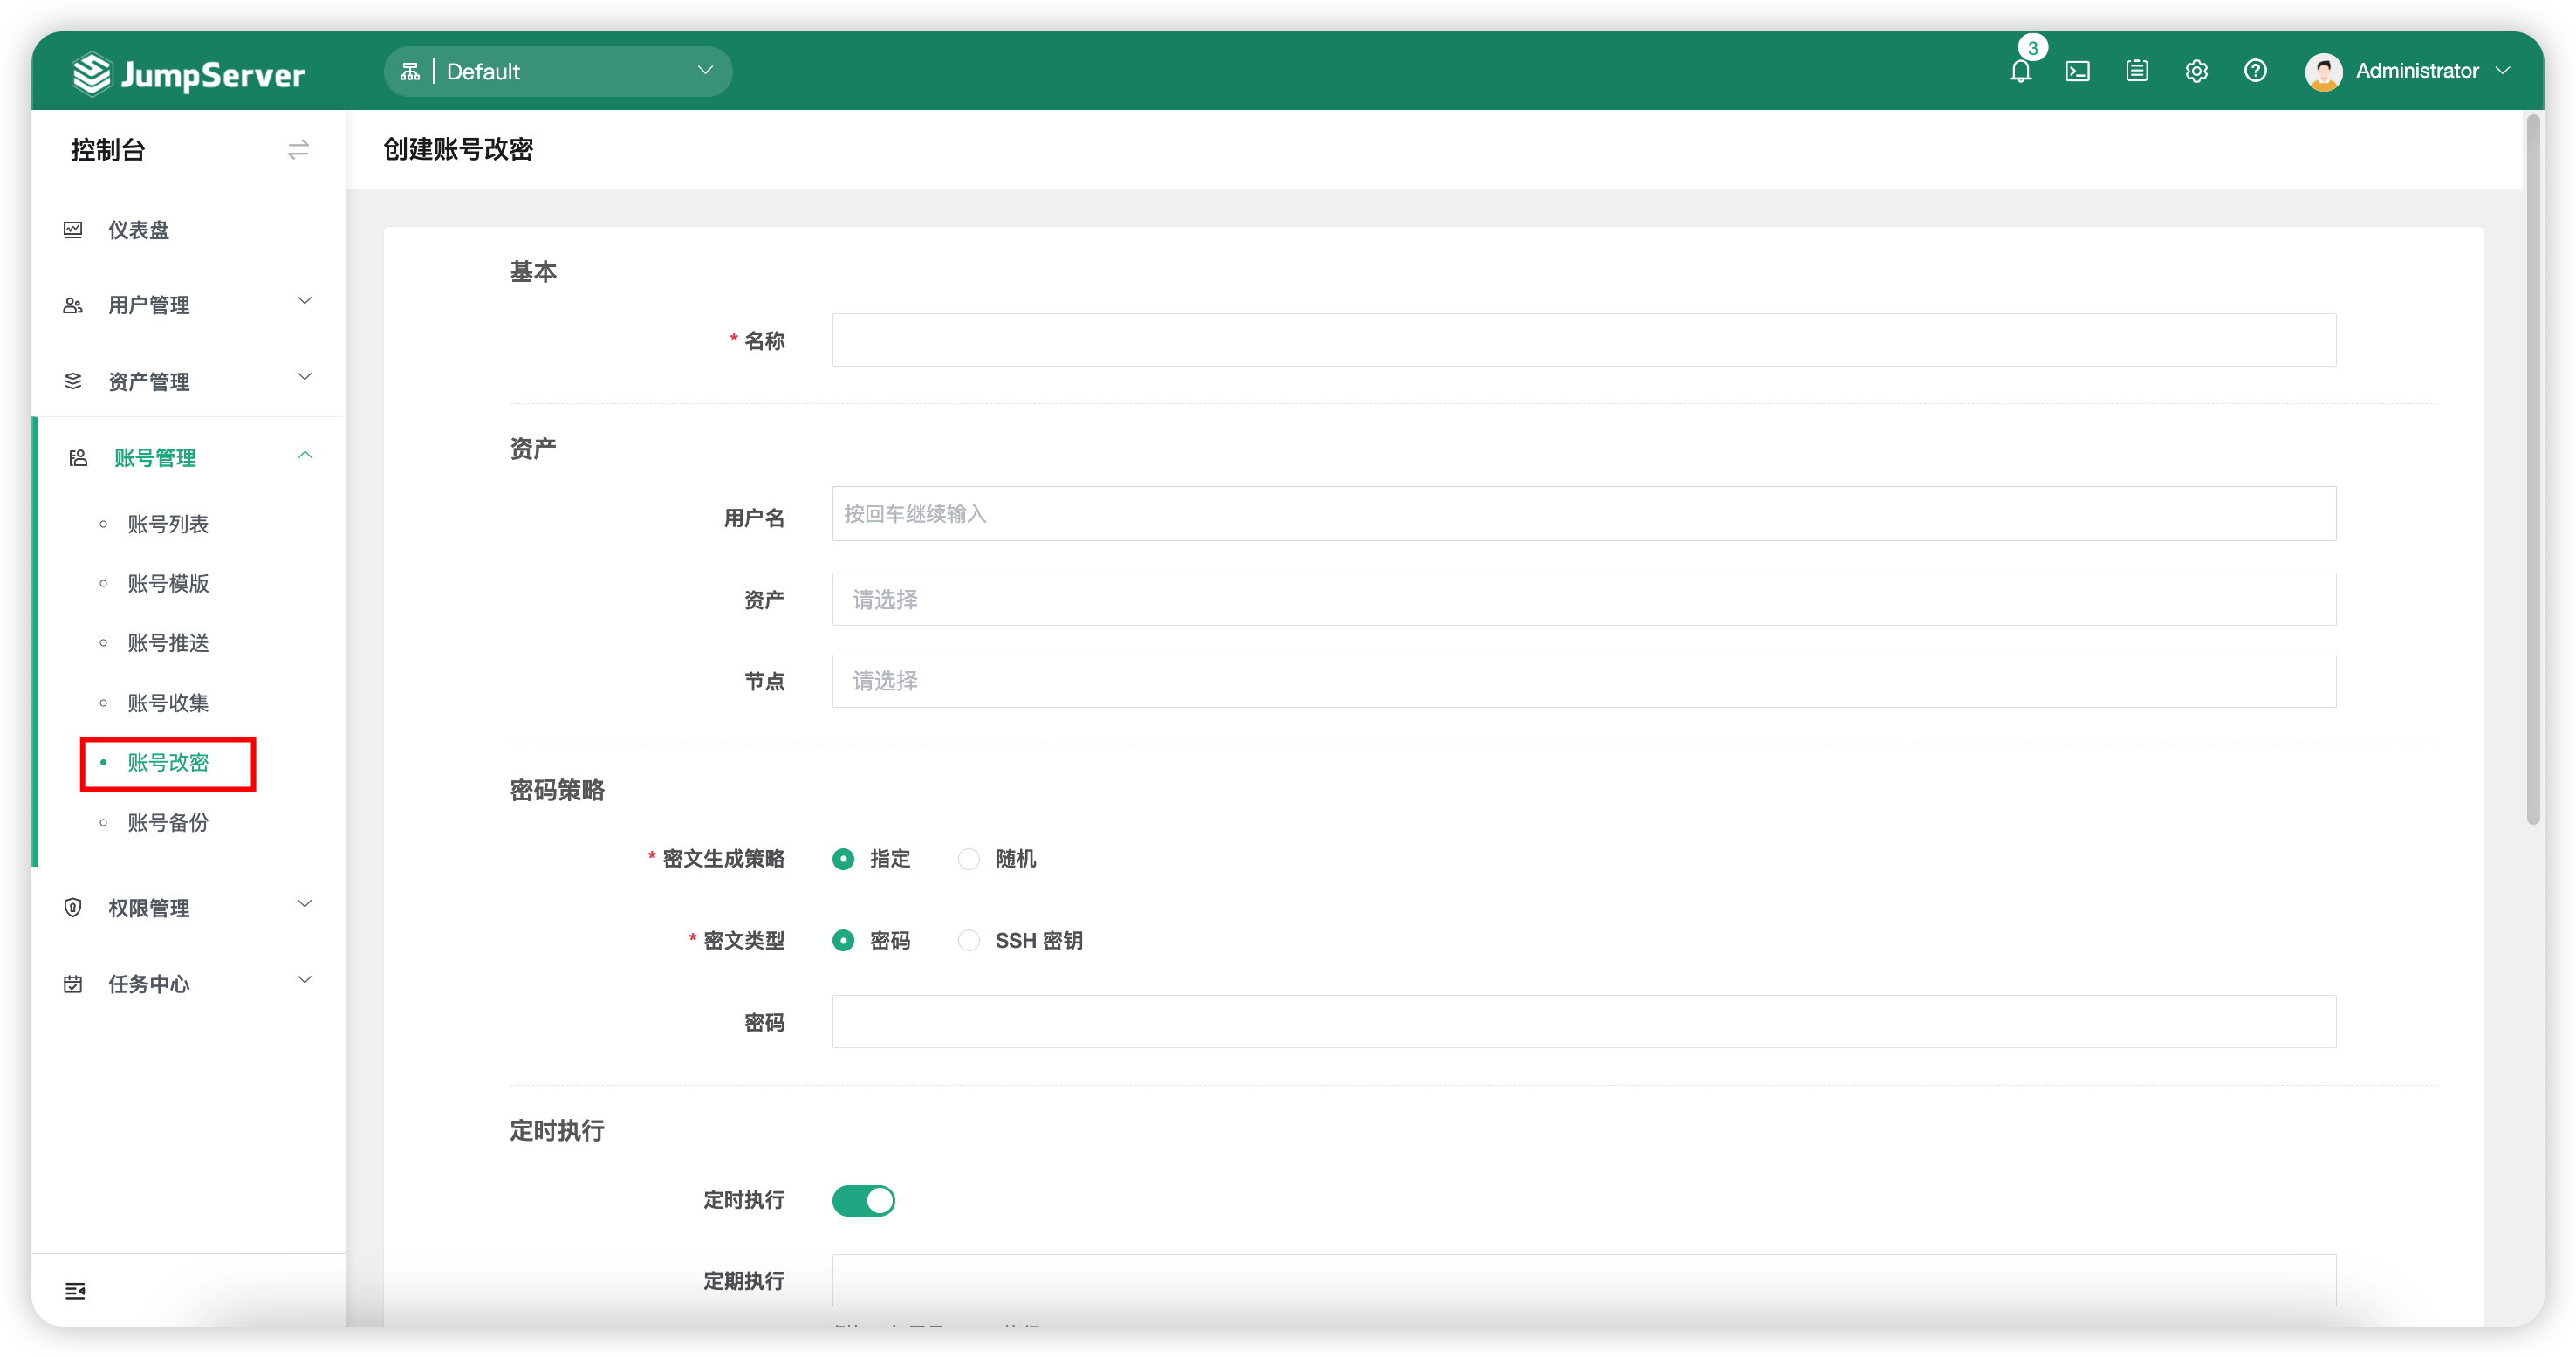 JumpServer
Default
3
Administrator
控制台
仪表盘
用户管理
资产管理
账号管理
账号列表
账号模版
账号推送
账号收集
账号改密
账号备份
权限管理
任务中心
创建账号改密
基本
* 名称
资产
用户名
按回车继续输入
资产
请选择
节点
请选择
密码策略
* 密文生成策略
指定
随机
* 密文类型
密码
SSH 密钥
密码
定时执行
定时执行
定期执行